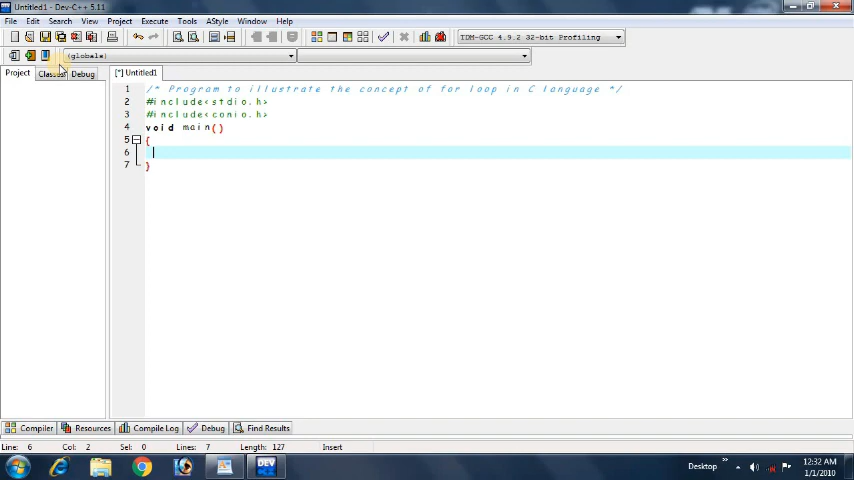 Untitled1 - Dev-C++ 5.11
File Edit Search View Project Execute Tools AStyle Window Help
TDM-GCC 4.9.2 32-bit Profiling
(globals)
Project Classes Debug [*] Untitled1
1 /* Program to illustrate the concept of for loop in C language */
2 #include<stdio.h>
3 #include<conio.h>
4 void main()
5 {
6
7 }
Compiler Resources Compile Log Debug Find Results
Line: 6 Col: 2 Sel: 0 Lines: 7 Length: 127 Insert
DEV Desktop » 12:32 AM
1/1/2010